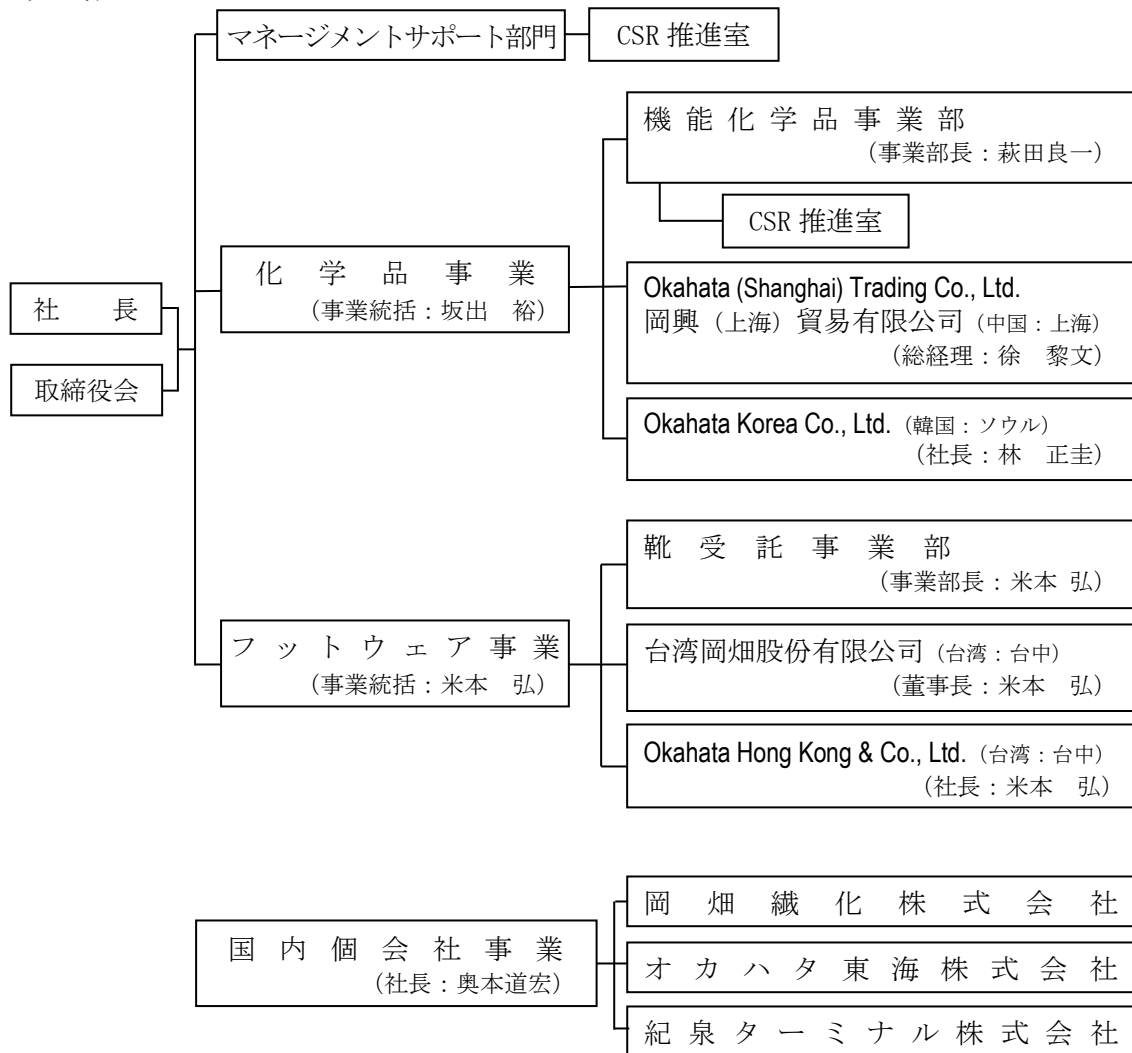 マネージメントサポート部門
CSR 推進室
機能化学品事業部
(事業部長：萩田良一)
CSR 推進室
化学品事業
(事業統括：坂出　裕)
Okahata (Shanghai) Trading Co., Ltd.
岡興（上海）貿易有限公司（中国：上海）
(総経理：徐　黎文)
Okahata Korea Co., Ltd.（韓国：ソウル）
(社長：林　正圭)
社　長
取締役会
靴受託事業部
(事業部長：米本 弘)
フットウェア事業
(事業統括：米本　弘)
台湾岡畑股份有限公司（台湾：台中）
(董事長：米本　弘)
Okahata Hong Kong & Co., Ltd.（台湾：台中）
(社長：米本　弘)
国内個会社事業
(社長：奥本道宏)
岡畑繊化株式会社
オカハタ東海株式会社
紀泉ターミナル株式会社